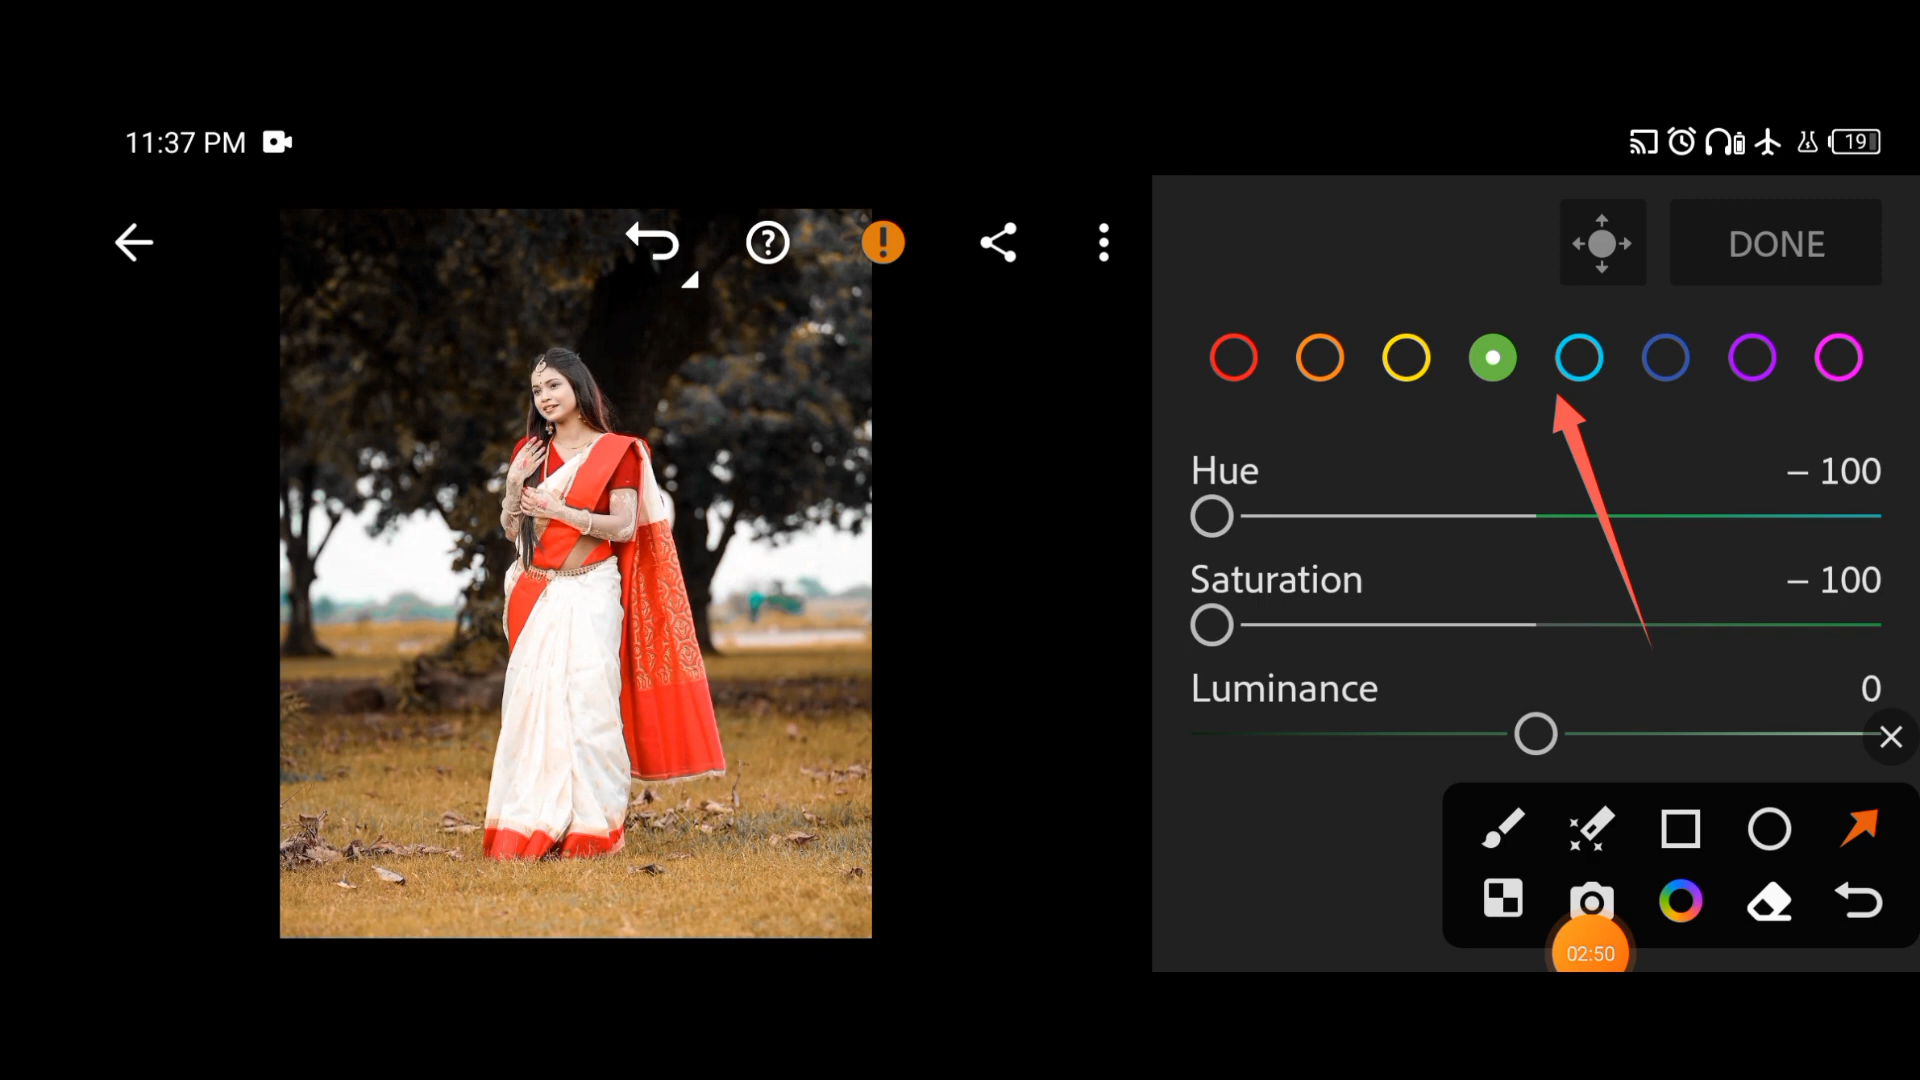 11:37 PM
19
DONE
Hue – 100
Saturation – 100
Luminance 0
02:50